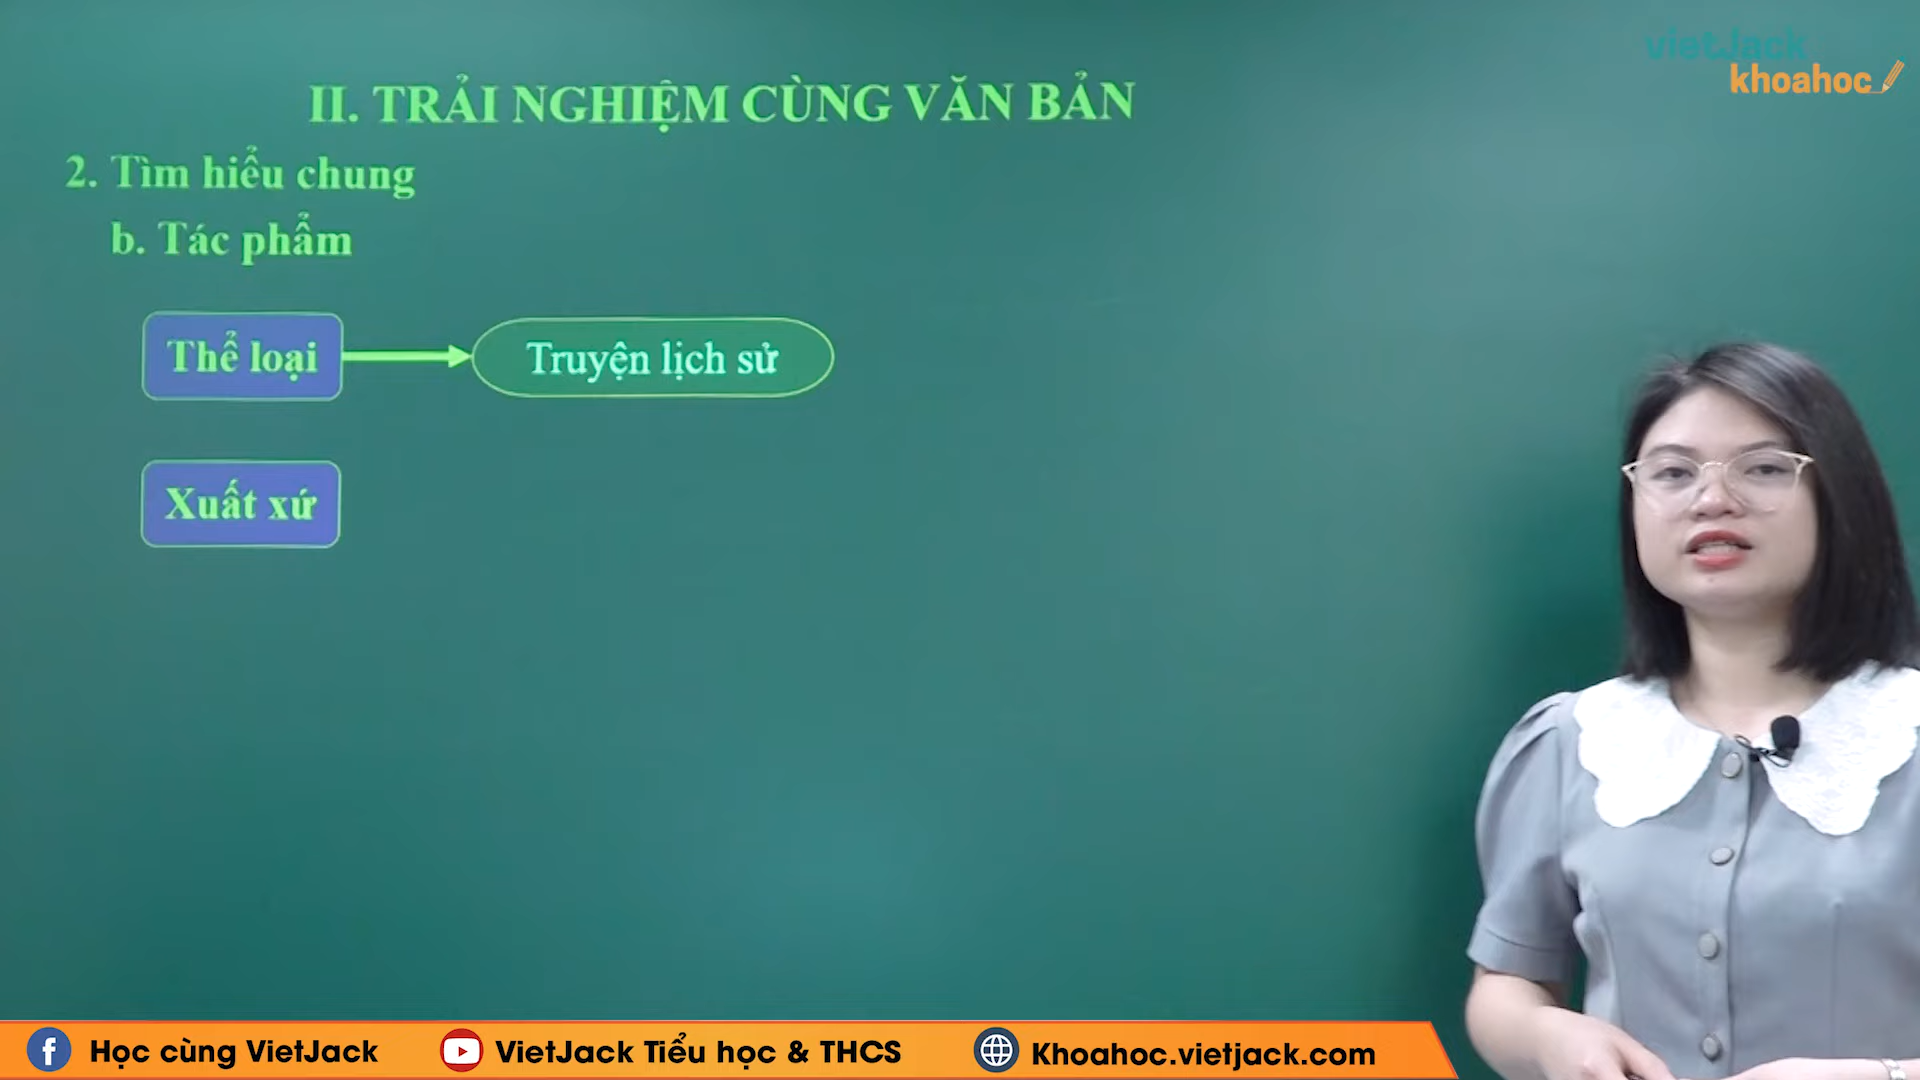 vietJack
khoahoc
II. TRẢI NGHIỆM CÙNG VĂN BẢN
2. Tìm hiểu chung
b. Tác phẩm
Thể loại
Truyện lịch sử
Xuất xứ
Học cùng VietJack
VietJack Tiểu học & THCS
Khoahoc.vietjack.com